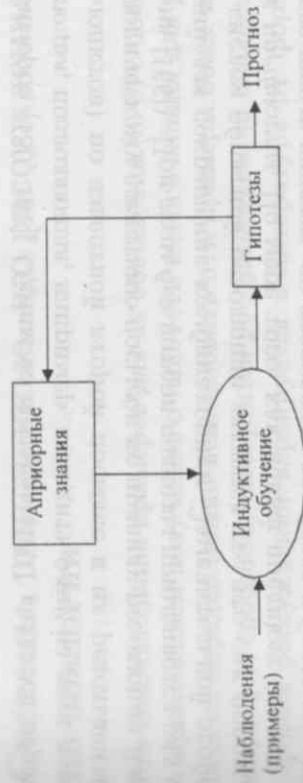 Априорные
знания
Наблюдения
(примеры)
Индуктивное
обучение
Гипотезы
Прогноз